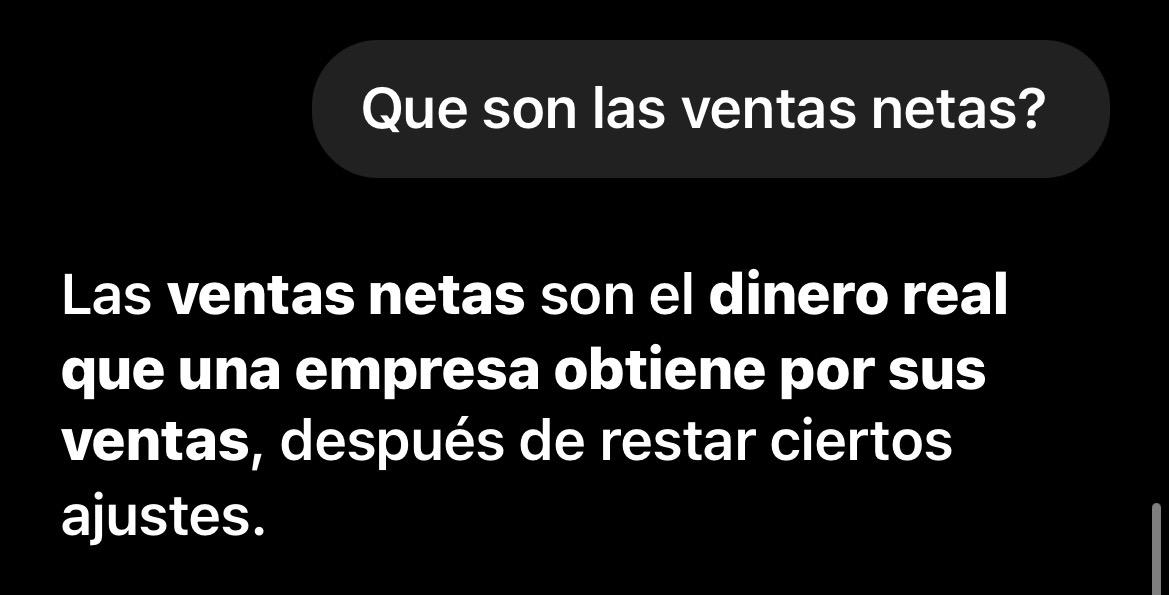 Que son las ventas netas?
Las ventas netas son el dinero real
que una empresa obtiene por sus
ventas, después de restar ciertos
ajustes.